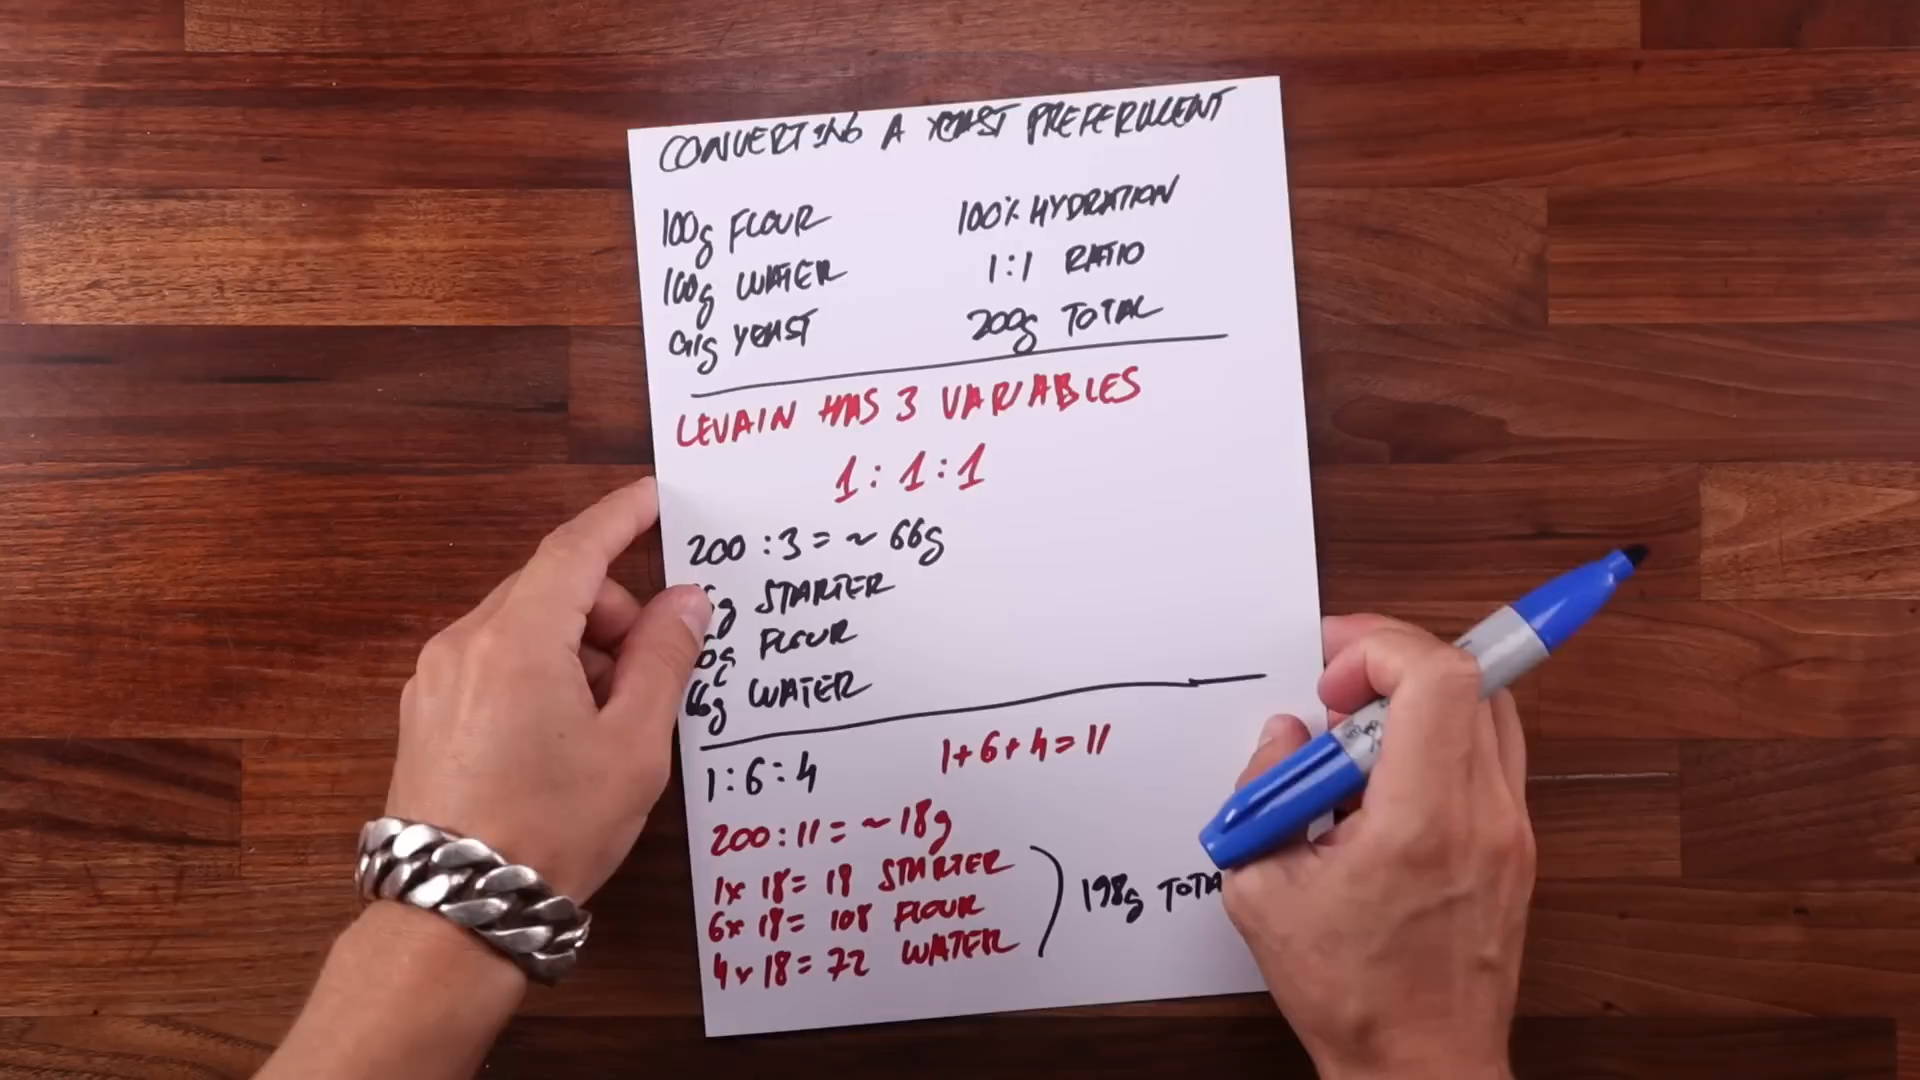 CONVERTING A YEAST PREFERMENT
100g FLOUR
100g WATER
0,1g YEAST
100% HYDRATION
1:1 RATIO
200g TOTAL
LEVAIN HAS 3 VARIABLES
1:1:1
200:3=~66g
g STARTER
g FLOUR
66g WATER
1:6:4
1+6+4=11
200:11=~18g
1x 18= 18 STARTER
6x 18= 108 FLOUR
4x 18= 72 WATER
198g TOTA